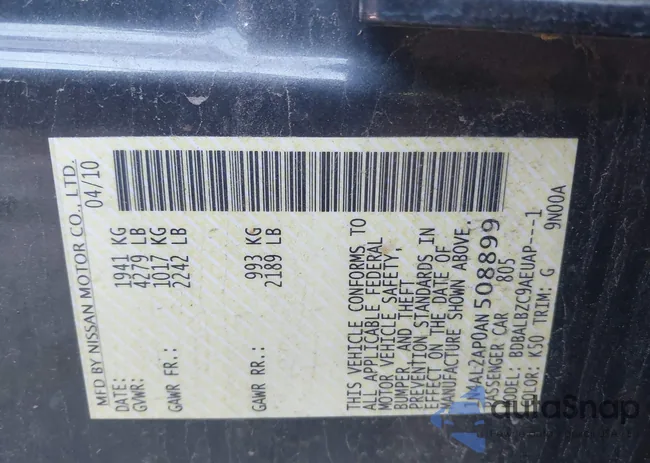 MFD BY NISSAN MOTOR CO., LTD.
DATE: 04/10
GVWR: 1941 KG
4279 LB
GAWR FR.: 1017 KG
2242 LB
GAWR RR.: 993 KG
2189 LB
THIS VEHICLE CONFORMS TO
ALL APPLICABLE FEDERAL
MOTOR VEHICLE SAFETY,
BUMPER, AND THEFT
PREVENTION STANDARDS IN
EFFECT ON THE DATE OF
MANUFACTURE SHOWN ABOVE.
AL2AP0AN508899
PASSENGER CAR 805
MODEL: BDBALBZC9AEUAP---1
COLOR: K50 TRIM: G 9N00A
autoSnap